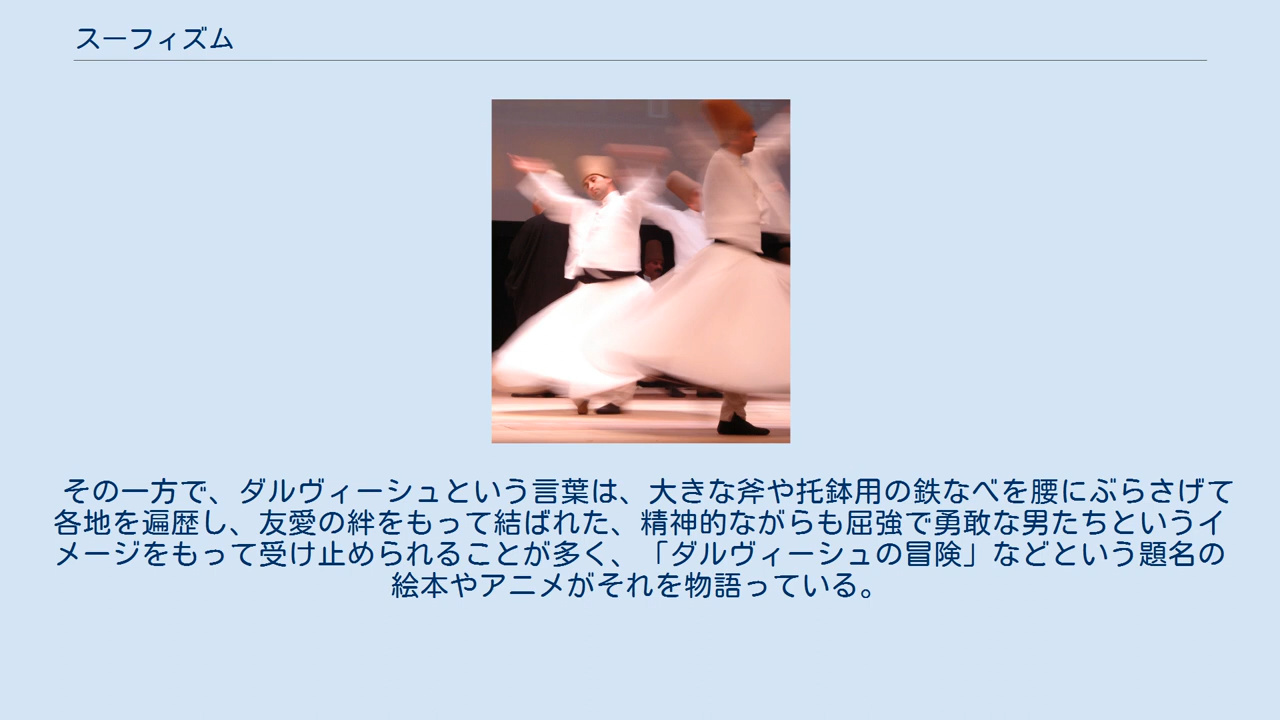 スーフィズム
その一方で、ダルヴィーシュという言葉は、大きな斧や托鉢用の鉄なべを腰にぶらさげて
各地を遍歴し、友愛の絆をもって結ばれた、精神的ながらも屈強で勇敢な男たちというイ
メージをもって受け止められることが多く、「ダルヴィーシュの冒険」などという題名の
絵本やアニメがそれを物語っている。